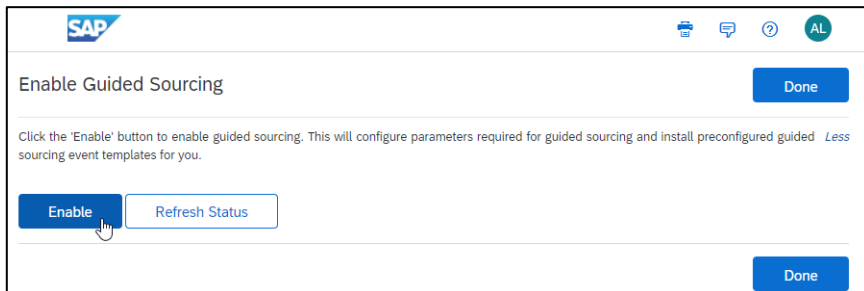 SAP
AL
Enable Guided Sourcing
Done
Click the 'Enable' button to enable guided sourcing. This will configure parameters required for guided sourcing and install preconfigured guided Less
sourcing event templates for you.
Enable
Refresh Status
Done